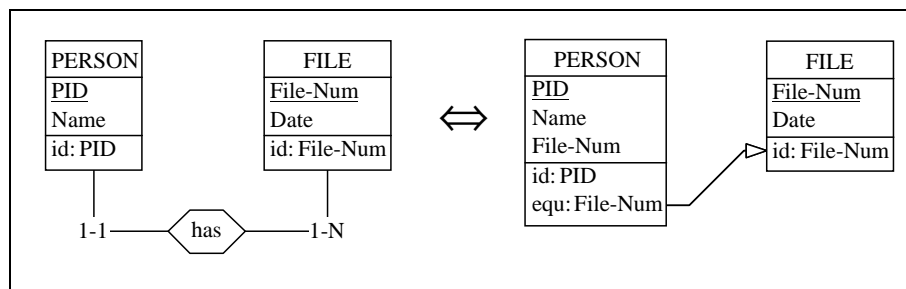 PERSON
PID
Name
id: PID
FILE
File-Num
Date
id: File-Num
1-1
has
1-N
PERSON
PID
Name
File-Num
id: PID
equ: File-Num
FILE
File-Num
Date
id: File-Num